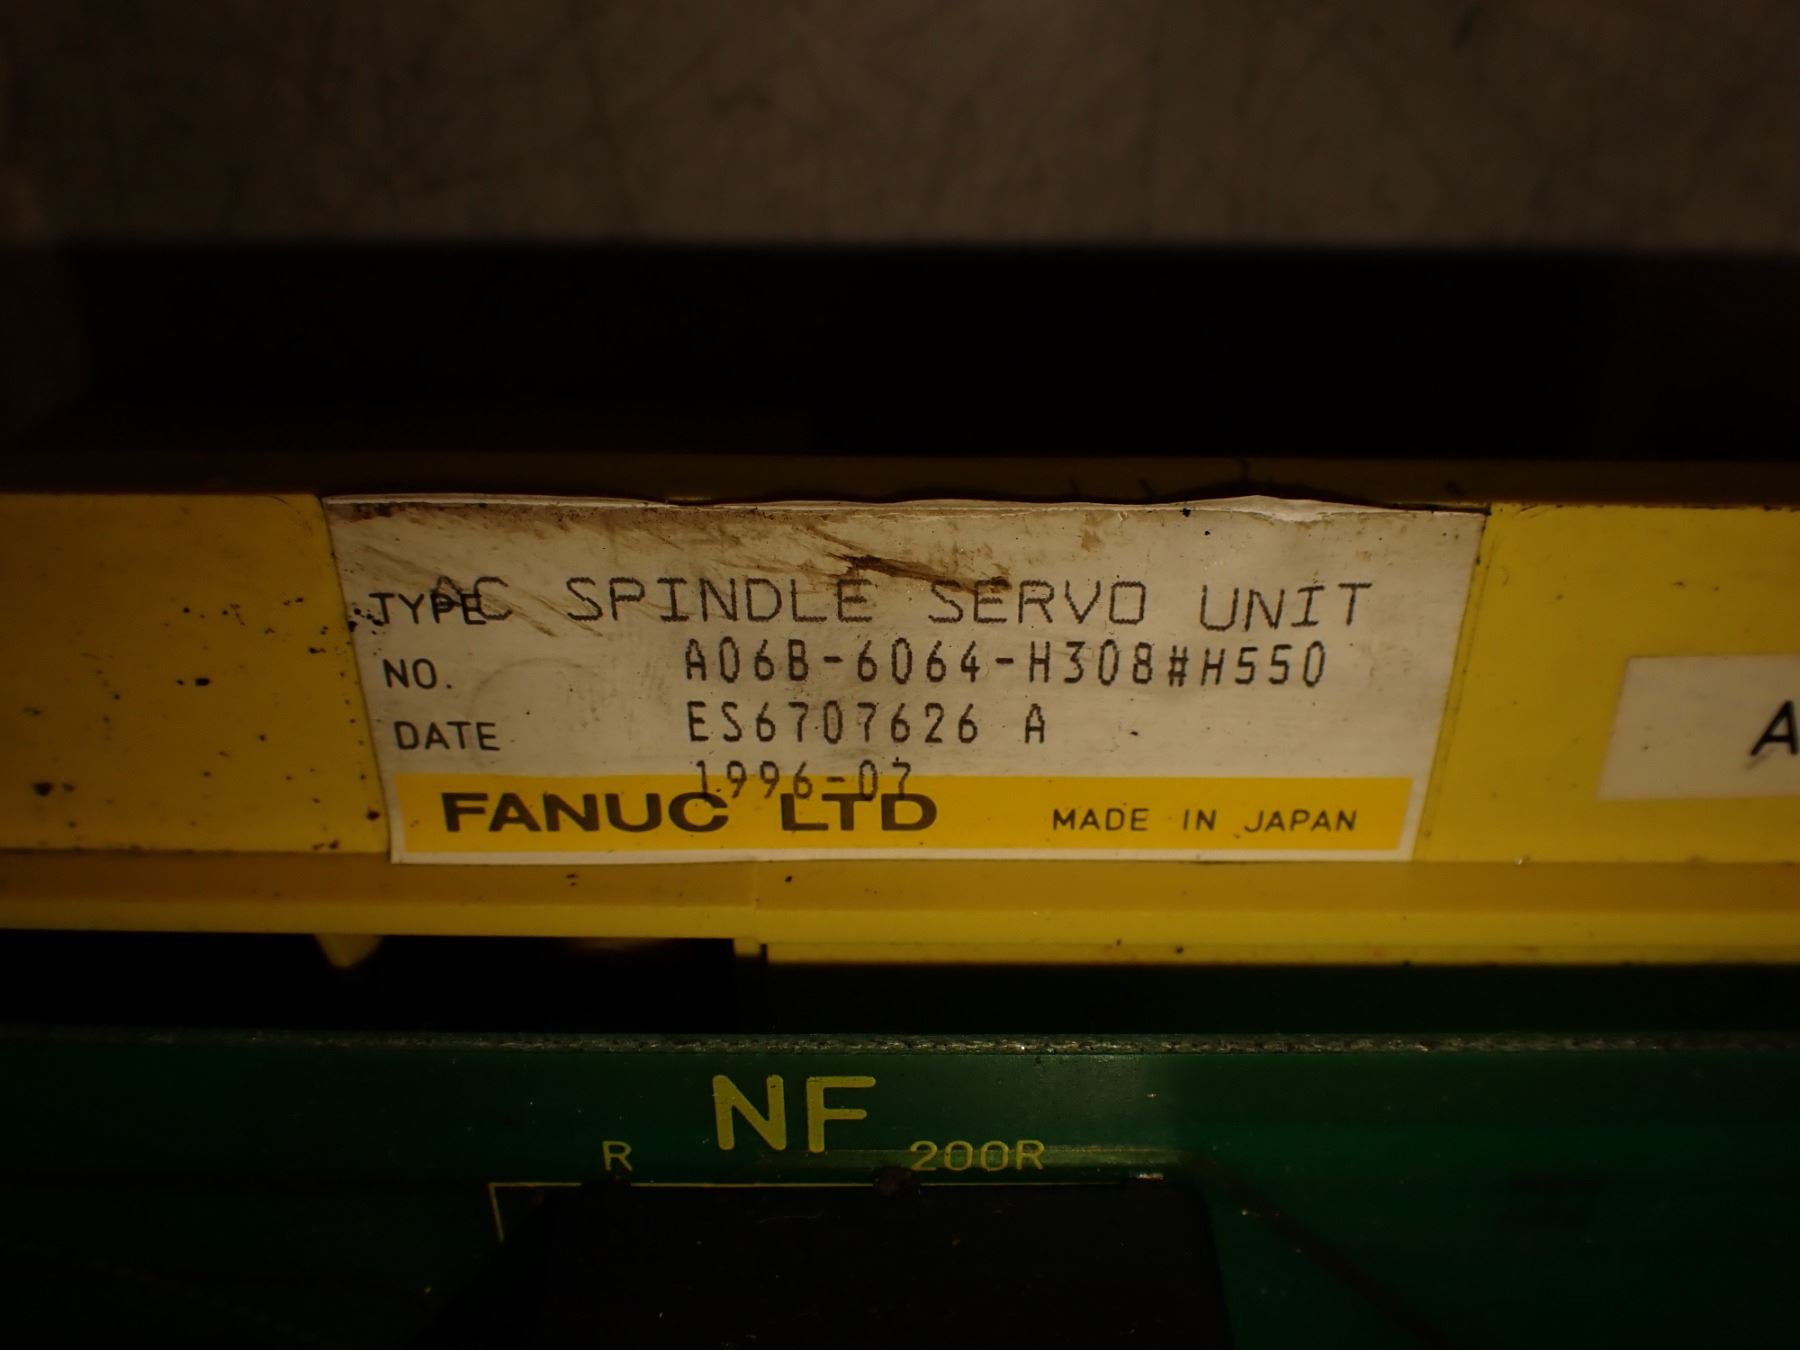 TYPE AC SPINDLE SERVO UNIT
NO. A06B-6064-H308#H550
DATE ES6707626 A
1996-07
FANUC LTD MADE IN JAPAN
A
NF
R 200R